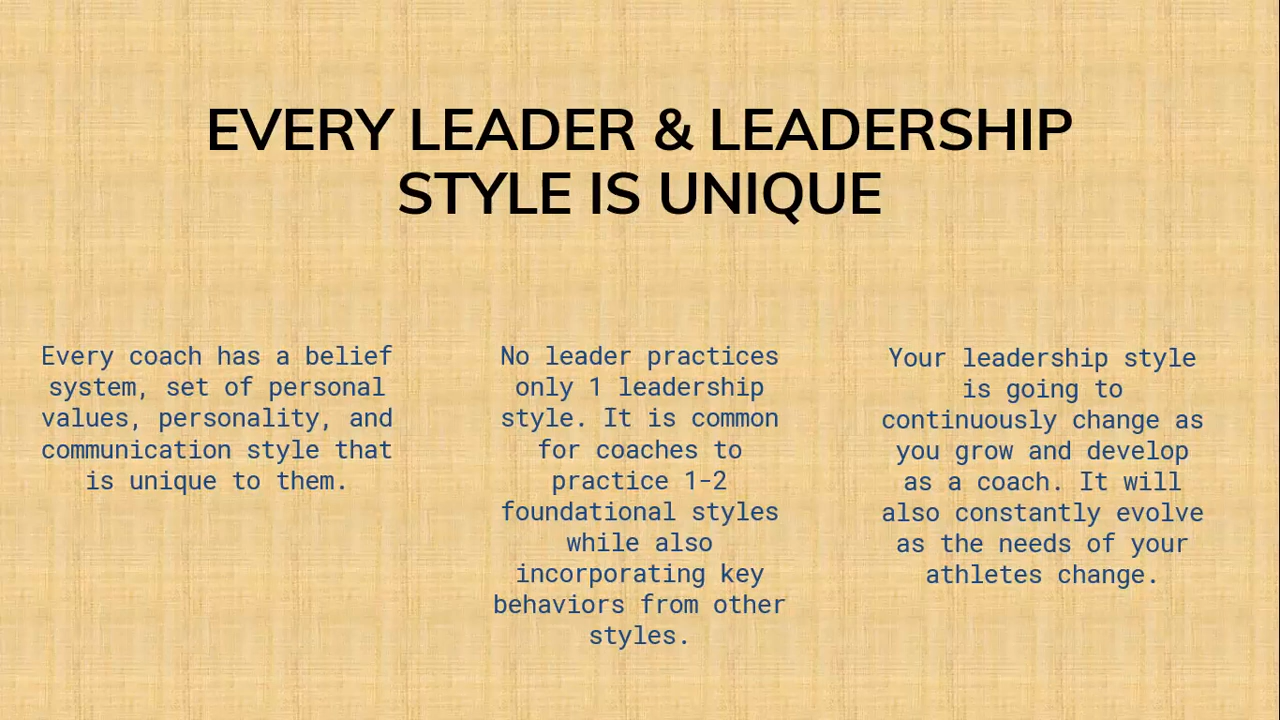 EVERY LEADER & LEADERSHIP
STYLE IS UNIQUE
Every coach has a belief
system, set of personal
values, personality, and
communication style that
is unique to them.
No leader practices
only 1 leadership
style. It is common
for coaches to
practice 1-2
foundational styles
while also
incorporating key
behaviors from other
styles.
Your leadership style
is going to
continuously change as
you grow and develop
as a coach. It will
also constantly evolve
as the needs of your
athletes change.